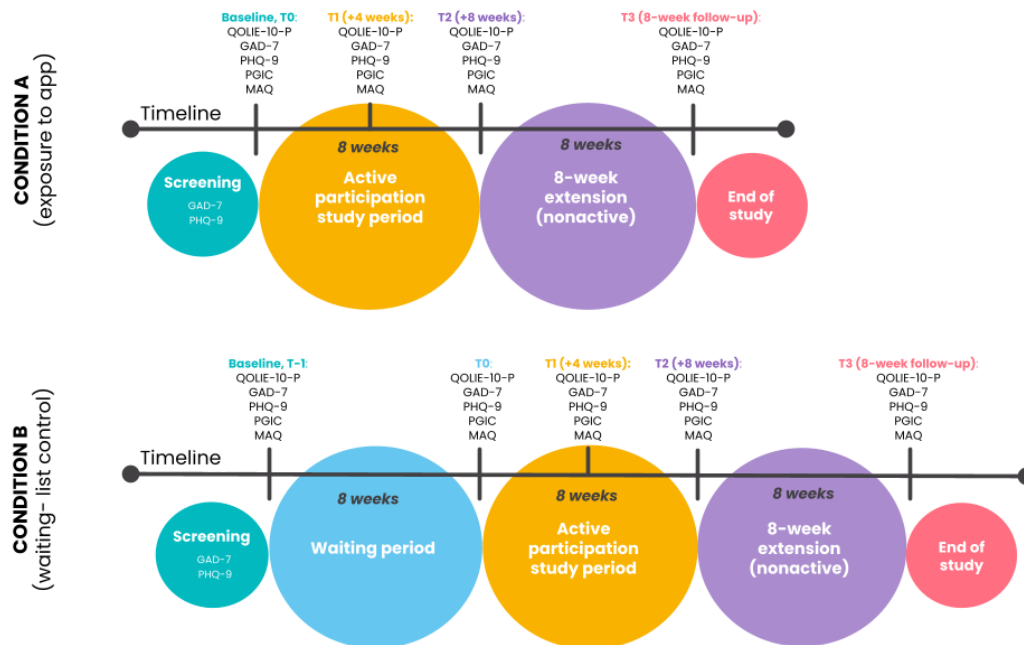 CONDITION A
(exposure to app)
Baseline, T0:
QOLIE-10-P
GAD-7
PHQ-9
PGIC
MAQ
T1 (+4 weeks):
QOLIE-10-P
GAD-7
PHQ-9
PGIC
MAQ
T2 (+8 weeks):
QOLIE-10-P
GAD-7
PHQ-9
PGIC
MAQ
T3 (8-week follow-up):
QOLIE-10-P
GAD-7
PHQ-9
PGIC
MAQ
Timeline
Screening
GAD-7
PHQ-9
8 weeks
Active
participation
study period
8 weeks
8-week
extension
(nonactive)
End of
study
CONDITION B
(waiting- list control)
Baseline, T-1:
QOLIE-10-P
GAD-7
PHQ-9
PGIC
MAQ
T0:
QOLIE-10-P
GAD-7
PHQ-9
PGIC
MAQ
T1 (+4 weeks):
QOLIE-10-P
GAD-7
PHQ-9
PGIC
MAQ
T2 (+8 weeks):
QOLIE-10-P
GAD-7
PHQ-9
PGIC
MAQ
T3 (8-week follow-up):
QOLIE-10-P
GAD-7
PHQ-9
PGIC
MAQ
Timeline
Screening
GAD-7
PHQ-9
8 weeks
Waiting period
8 weeks
Active
participation
study period
8 weeks
8-week
extension
(nonactive)
End of
study